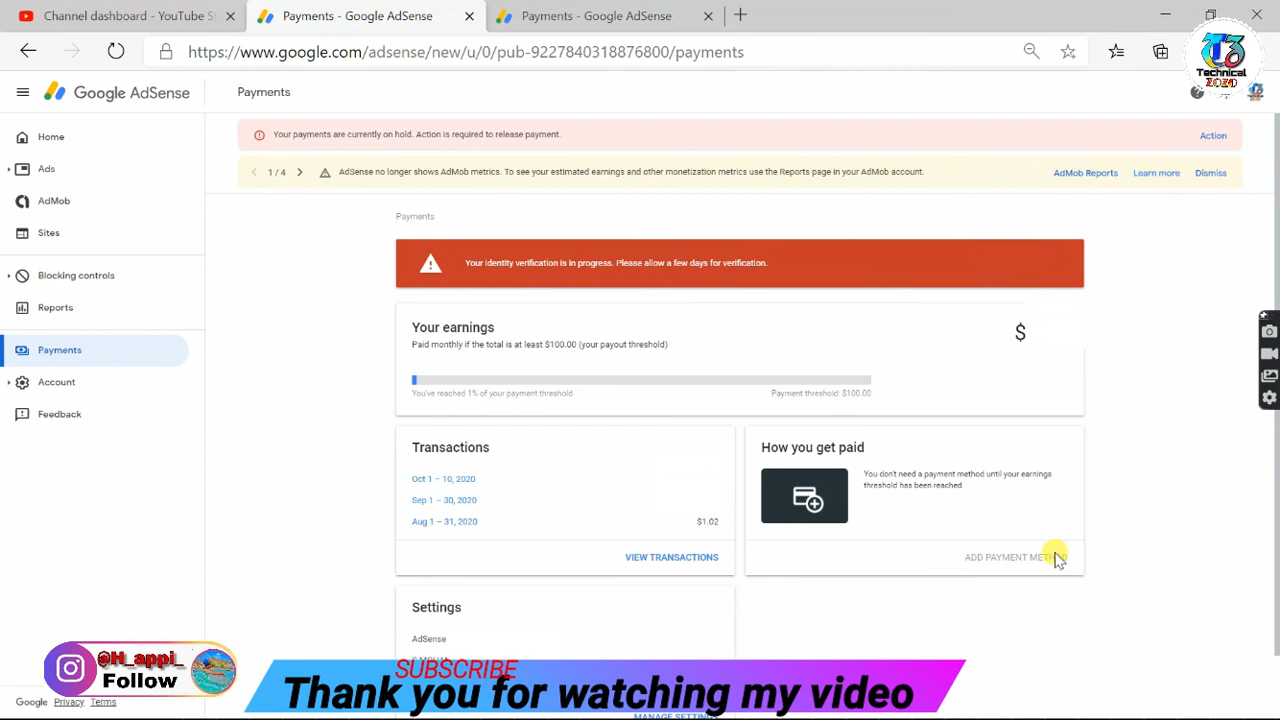 Channel dashboard - YouTube S
Payments - Google AdSense
Payments - Google AdSense
https://www.google.com/adsense/new/u/0/pub-9227840318876800/payments
T3
Technical
2020
Google AdSense
Payments
Home
Ads
AdMob
Sites
Blocking controls
Reports
Payments
Account
Feedback
Your payments are currently on hold. Action is required to release payment.
Action
1 / 4
AdSense no longer shows AdMob metrics. To see your estimated earnings and other monetization metrics use the Reports page in your AdMob account.
AdMob Reports
Learn more
Dismiss
Payments
Your identity verification is in progress. Please allow a few days for verification.
Your earnings
$
Paid monthly if the total is at least $100.00 (your payout threshold)
You've reached 1% of your payment threshold
Payment threshold: $100.00
Transactions
Oct 1 – 10, 2020
Sep 1 – 30, 2020
Aug 1 – 31, 2020
$1.02
VIEW TRANSACTIONS
How you get paid
You don't need a payment method until your earnings
threshold has been reached
ADD PAYMENT METHOD
Settings
AdSense
MANAGE SETTINGS
@H_appi_
Follow
SUBSCRIBE
Thank you for watching my video
Google
Privacy
Terms